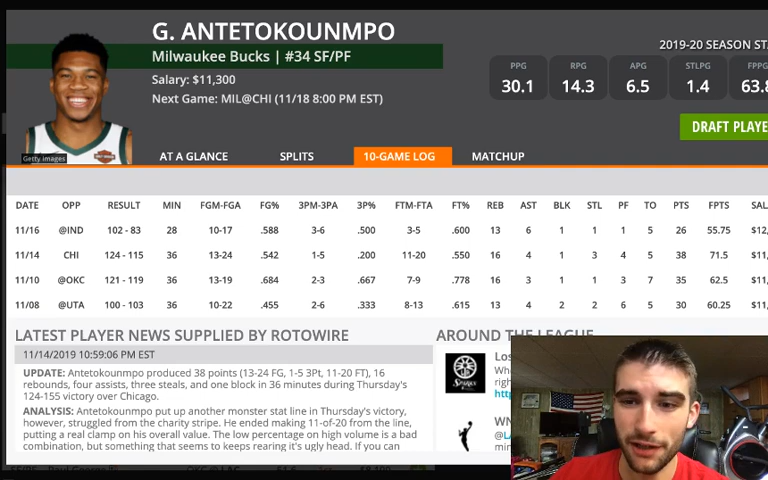 G. ANTETOKOUNMPO
Milwaukee Bucks | #34 SF/PF
Salary: $11,300
Next Game: MIL@CHI (11/18 8:00 PM EST)
2019-20 SEASON
PPG RPG APG STLPG
30.1 14.3 6.5 1.4 63.8
DRAFT
Getty images
AT A GLANCE SPLITS 10-GAME LOG MATCHUP
DATE OPP RESULT MIN FGM-FGA FG% 3PM-3PA 3P% FTM-FTA FT% REB AST BLK STL PF TO PTS FPTS
11/16 @IND 102 - 83 28 10-17 .588 3-6 .500 3-5 .600 13 6 1 1 1 5 26 55.75
11/14 CHI 124 - 115 36 13-24 .542 1-5 .200 11-20 .550 16 4 1 3 4 5 38 71.5
11/10 @OKC 121 - 119 36 13-19 .684 2-3 .667 7-9 .778 16 3 1 1 3 7 35 62.5
11/08 @UTA 100 - 103 36 10-22 .455 2-6 .333 8-13 .615 13 4 2 2 6 5 30 60.25
LATEST PLAYER NEWS SUPPLIED BY ROTOWIRE
11/14/2019 10:59:06 PM EST
UPDATE: Antetokounmpo produced 38 points (13-24 FG, 1-5 3Pt, 11-20 FT), 16
rebounds, four assists, three steals, and one block in 36 minutes during Thursday's
124-155 victory over Chicago.
ANALYSIS: Antetokounmpo put up another monster stat line in Thursday's victory,
however, struggled from the charity stripe. He ended making 11-of-20 from the line,
putting a real clamp on his overall value. The low percentage on high volume is a bad
combination, but something that seems to keeps rearing it's ugly head. If you can
AROUND THE LEAGUE